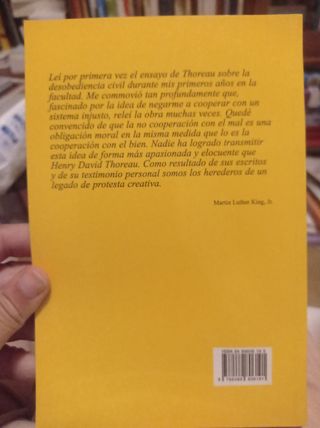 Leí por primera vez el ensayo de Thoreau sobre la
desobediencia civil durante mis primeros años en la
facultad. Me conmovió tan profundamente que,
fascinado por la idea de negarme a cooperar con un
sistema injusto, releí la obra muchas veces. Quedé
convencido de que la no cooperación con el mal es una
obligación moral en la misma medida que lo es la
cooperación con el bien. Nadie ha logrado transmitir
esta idea de forma más apasionada y elocuente que
Henry David Thoreau. Como resultado de sus escritos
y de su testimonio personal somos los herederos de un
legado de protesta creativa.
Martin Luther King, Jr.
ISBN